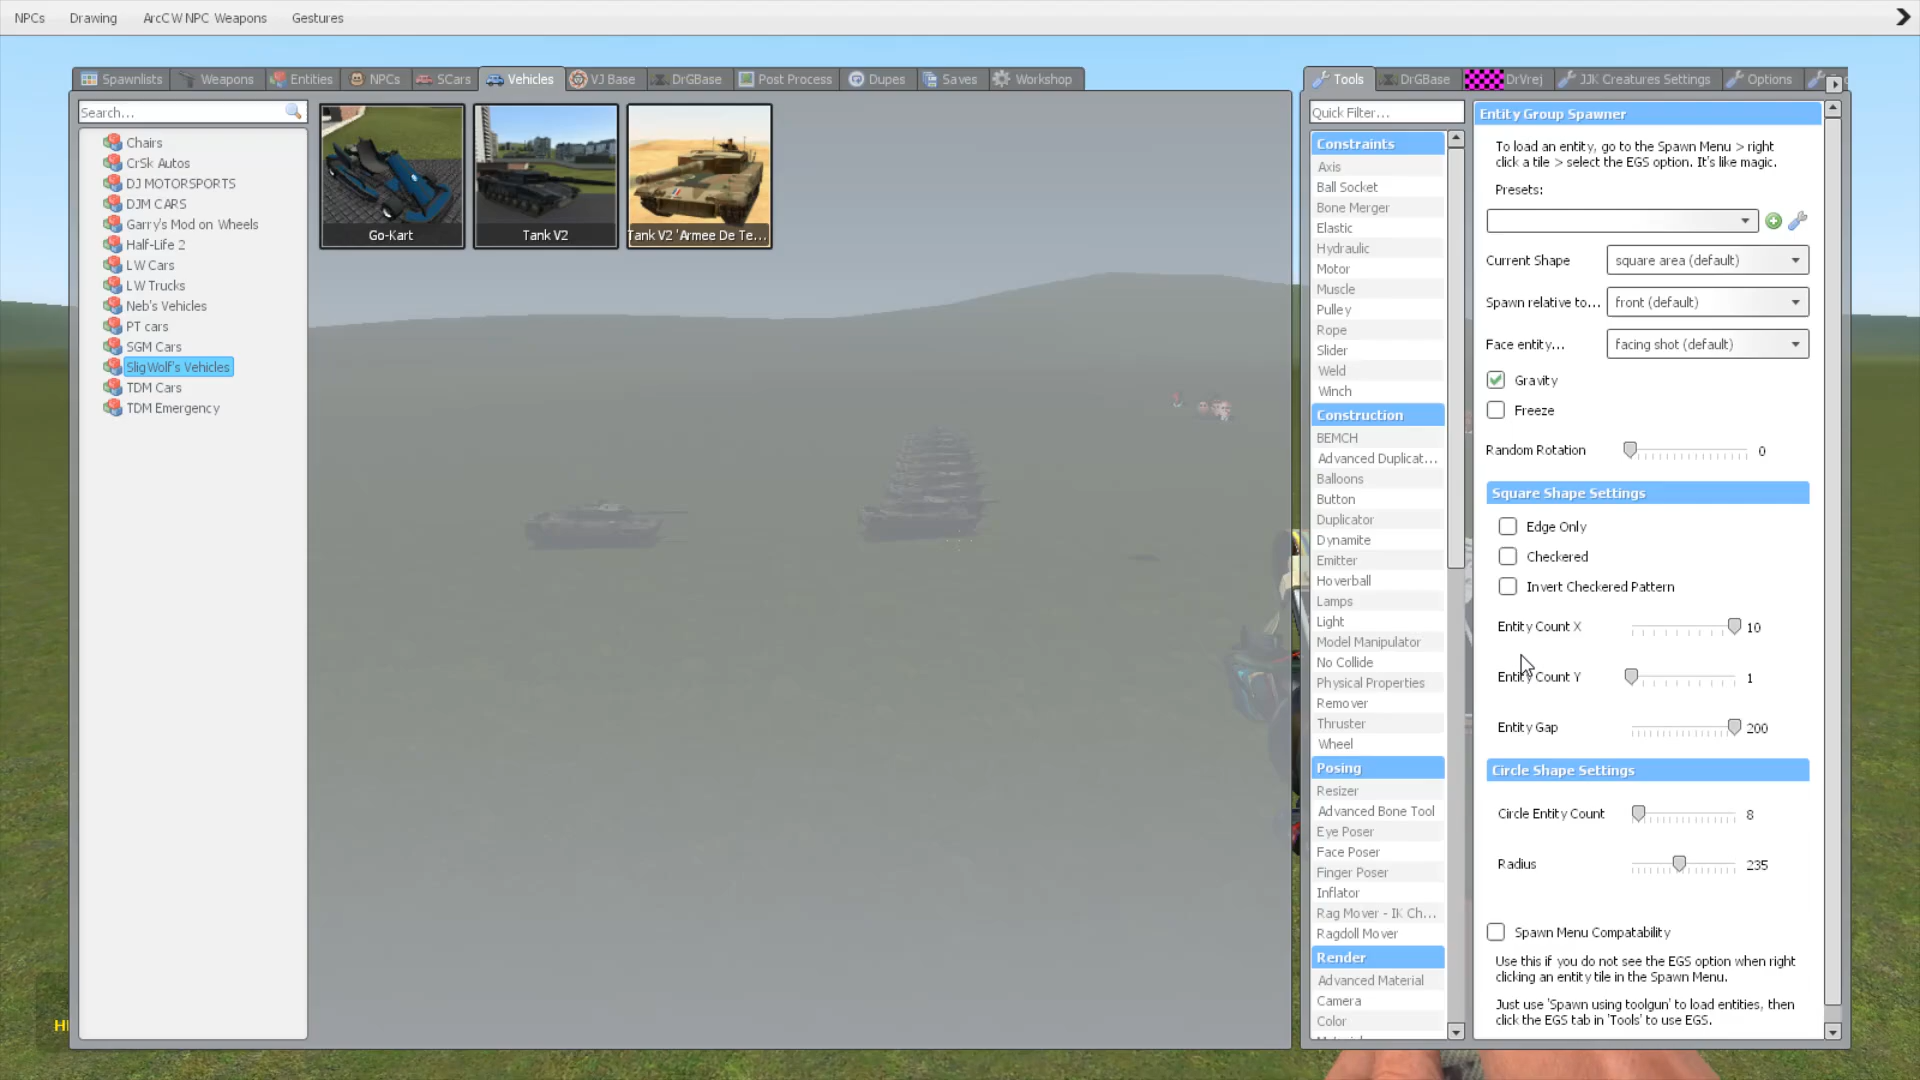 NPCs Drawing ArcCW NPC Weapons Gestures
Spawnlists Weapons Entities NPCs SCars Vehicles VJ Base DrGBase Post Process Dupes Saves Workshop
Search...
Chairs
CrSk Autos
DJ MOTORSPORTS
DJM CARS
Garry's Mod on Wheels
Half-Life 2
LW Cars
LW Trucks
Neb's Vehicles
PT cars
SGM Cars
SligWolf's Vehicles
TDM Cars
TDM Emergency
Go-Kart
Tank V2
Tank V2 'Armee De Te...
Tools DrGBase DrVrej JJK Creatures Settings Options
Quick Filter...
Constraints
Axis
Ball Socket
Bone Merger
Elastic
Hydraulic
Motor
Muscle
Pulley
Rope
Slider
Weld
Winch
Construction
BEMCH
Advanced Duplicat...
Balloons
Button
Duplicator
Dynamite
Emitter
Hoverball
Lamps
Light
Model Manipulator
No Collide
Physical Properties
Remover
Thruster
Wheel
Posing
Resizer
Advanced Bone Tool
Eye Poser
Face Poser
Finger Poser
Inflator
Rag Mover - IK Ch...
Ragdoll Mover
Render
Advanced Material
Camera
Color
Entity Group Spawner
To load an entity, go to the Spawn Menu > right
click a tile > select the EGS option. It's like magic.
Presets:
Current Shape square area (default)
Spawn relative to... front (default)
Face entity... facing shot (default)
Gravity
Freeze
Random Rotation 0
Square Shape Settings
Edge Only
Checkered
Invert Checkered Pattern
Entity Count X 10
Entity Count Y 1
Entity Gap 200
Circle Shape Settings
Circle Entity Count 8
Radius 235
Spawn Menu Compatability
Use this if you do not see the EGS option when right
clicking an entity tile in the Spawn Menu.
Just use 'Spawn using toolgun' to load entities, then
click the EGS tab in 'Tools' to use EGS.